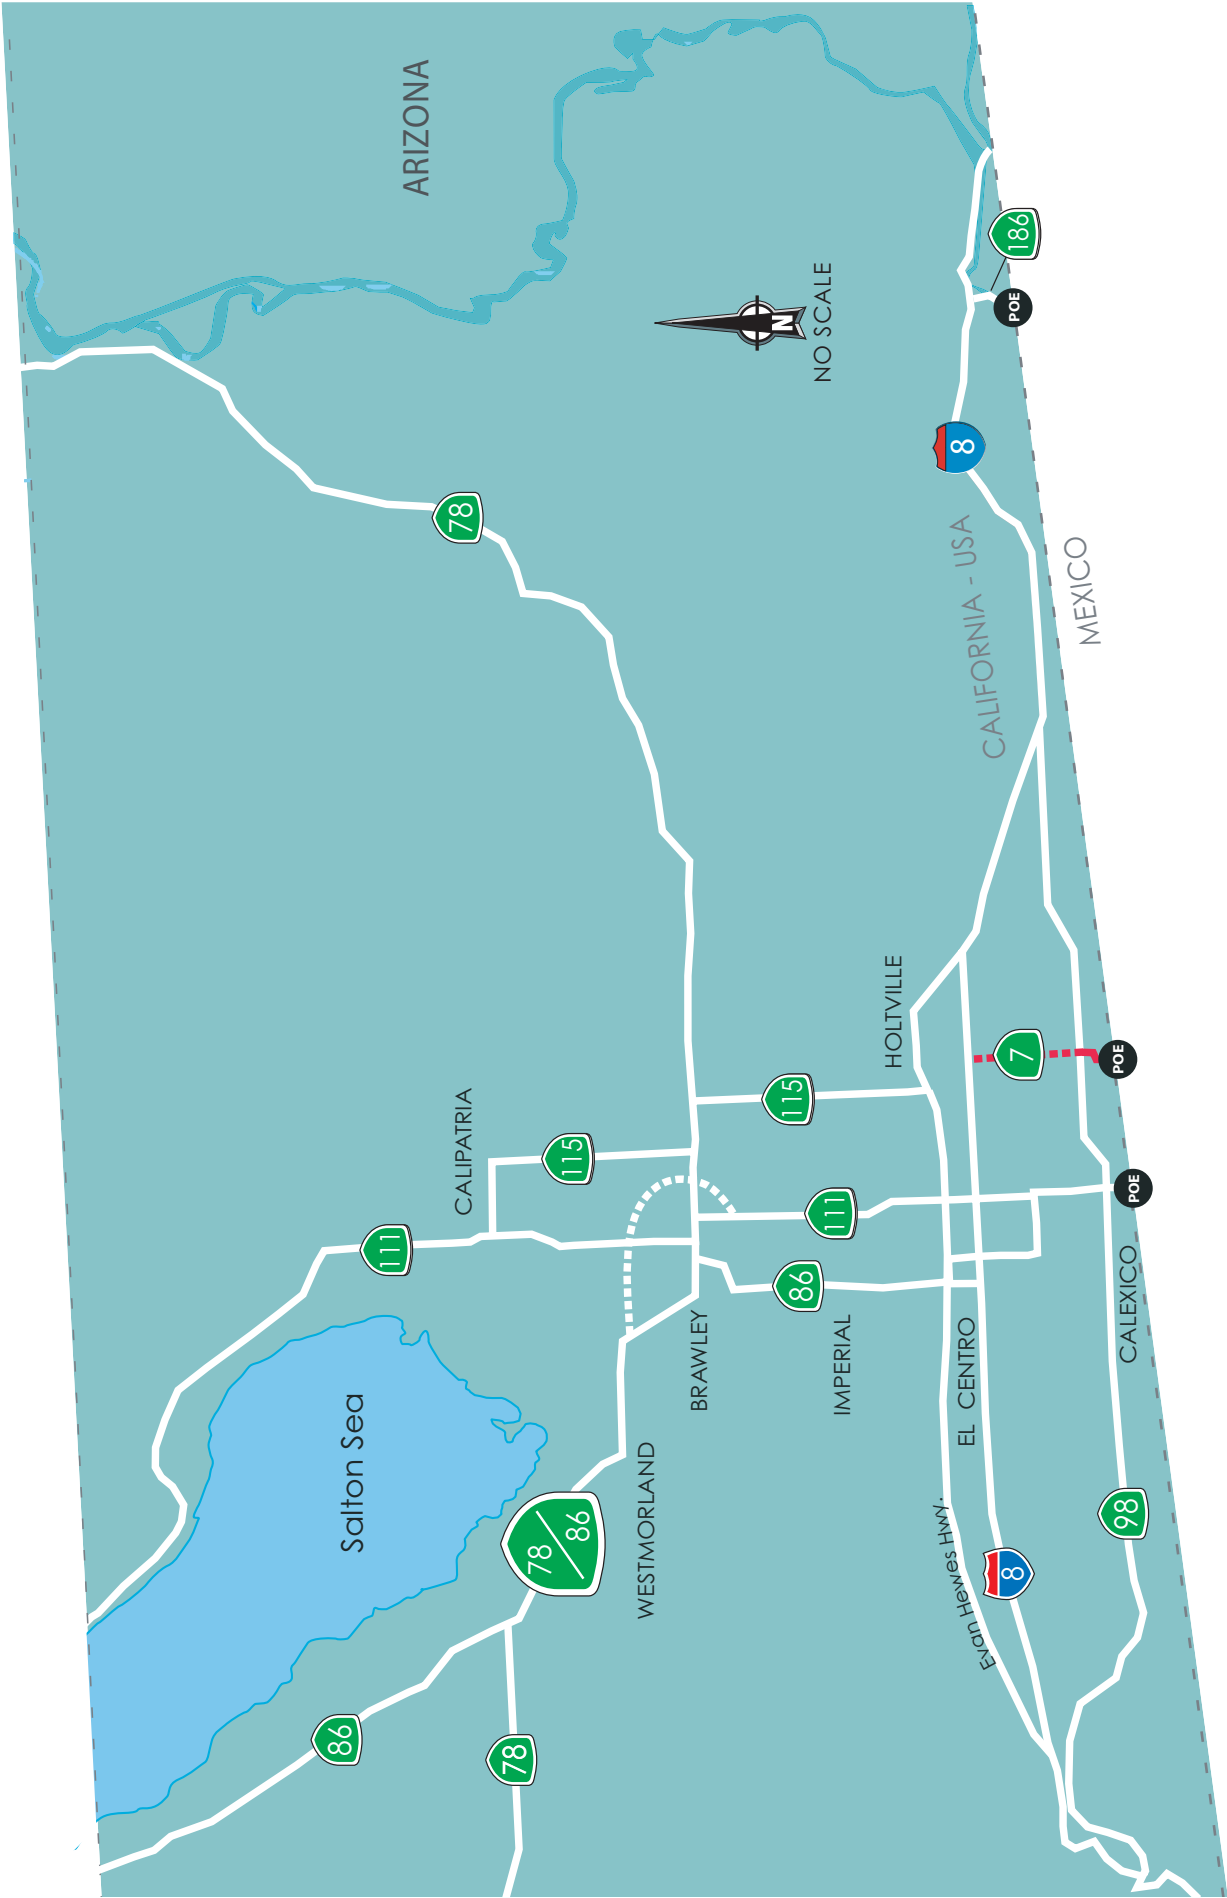 ARIZONA
186
POE
N
NO SCALE
8
78
CALIFORNIA - USA
MEXICO
HOLTVILLE
7
POE
115
CALIPATRIA
115
111
POE
111
86
CALEXICO
BRAWLEY
IMPERIAL
EL CENTRO
Salton Sea
WESTMORLAND
78
86
Evan Hewes Hwy.
8
98
86
78